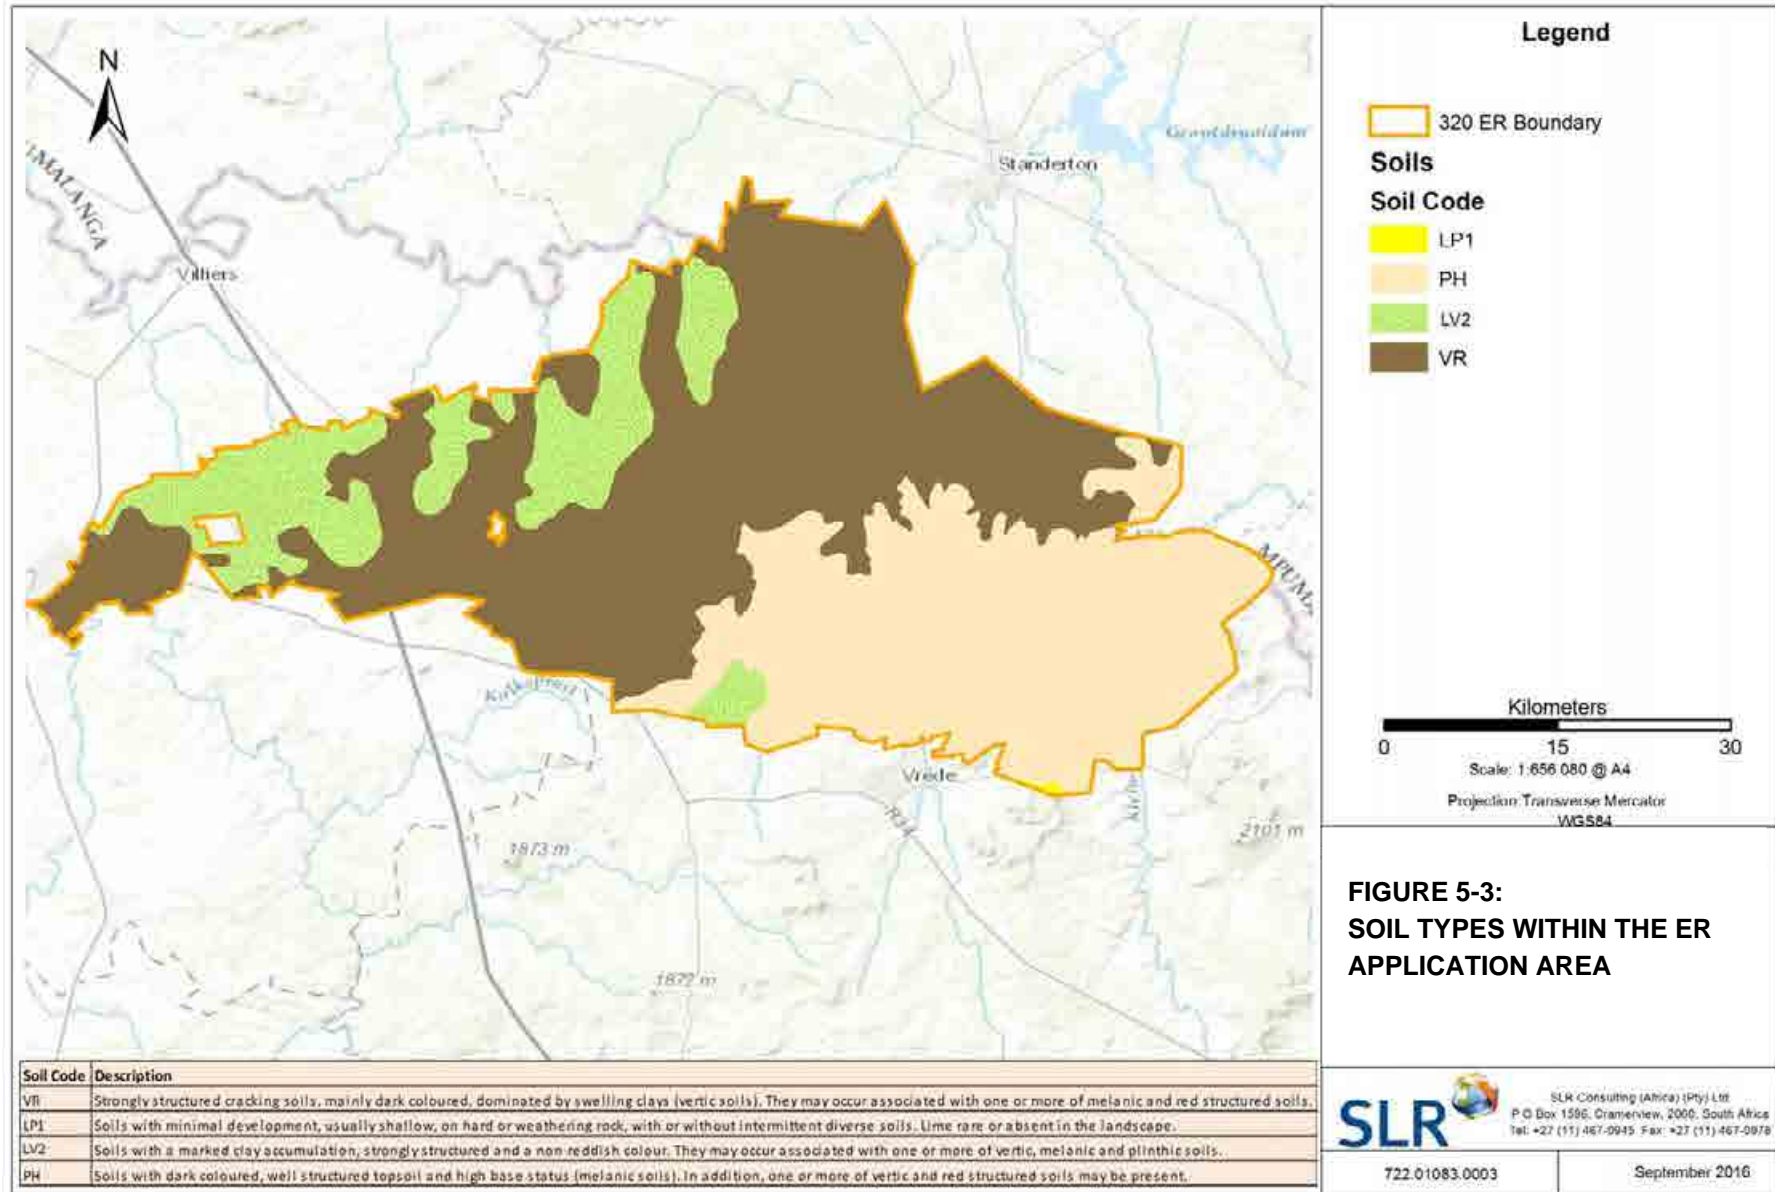 N
MALANGA
Villiers
Standerton
Grootdraaidam
MPUM
Vrede
R34
1873 m
1872 m
2101 m
Legend
320 ER Boundary
Soils
Soil Code
LP1
PH
LV2
VR
Kilometers
0 15 30
Scale: 1:656 080 @ A4
Projection: Transverse Mercator
WGS84
FIGURE 5-3:
SOIL TYPES WITHIN THE ER
APPLICATION AREA
Soil Code Description
VR Strongly structured cracking soils, mainly dark coloured, dominated by swelling clays (vertic soils). They may occur associated with one or more of melanic and red structured soils.
LP1 Soils with minimal development, usually shallow, on hard or weathering rock, with or without intermittent diverse soils. Lime rare or absent in the landscape.
LV2 Soils with a marked clay accumulation, strongly structured and a non reddish colour. They may occur associated with one or more of vertic, melanic and plinthic soils.
PH Soils with dark coloured, well structured topsoil and high base status (melanic soils). In addition, one or more of vertic and red structured soils may be present.
SLR
SLR Consulting (Africa) (Pty) Ltd
P O Box 1596, Cramerview, 2060, South Africa
Tel: +27 (11) 467-0945 Fax: +27 (11) 467-0978
722.01083.0003
September 2016